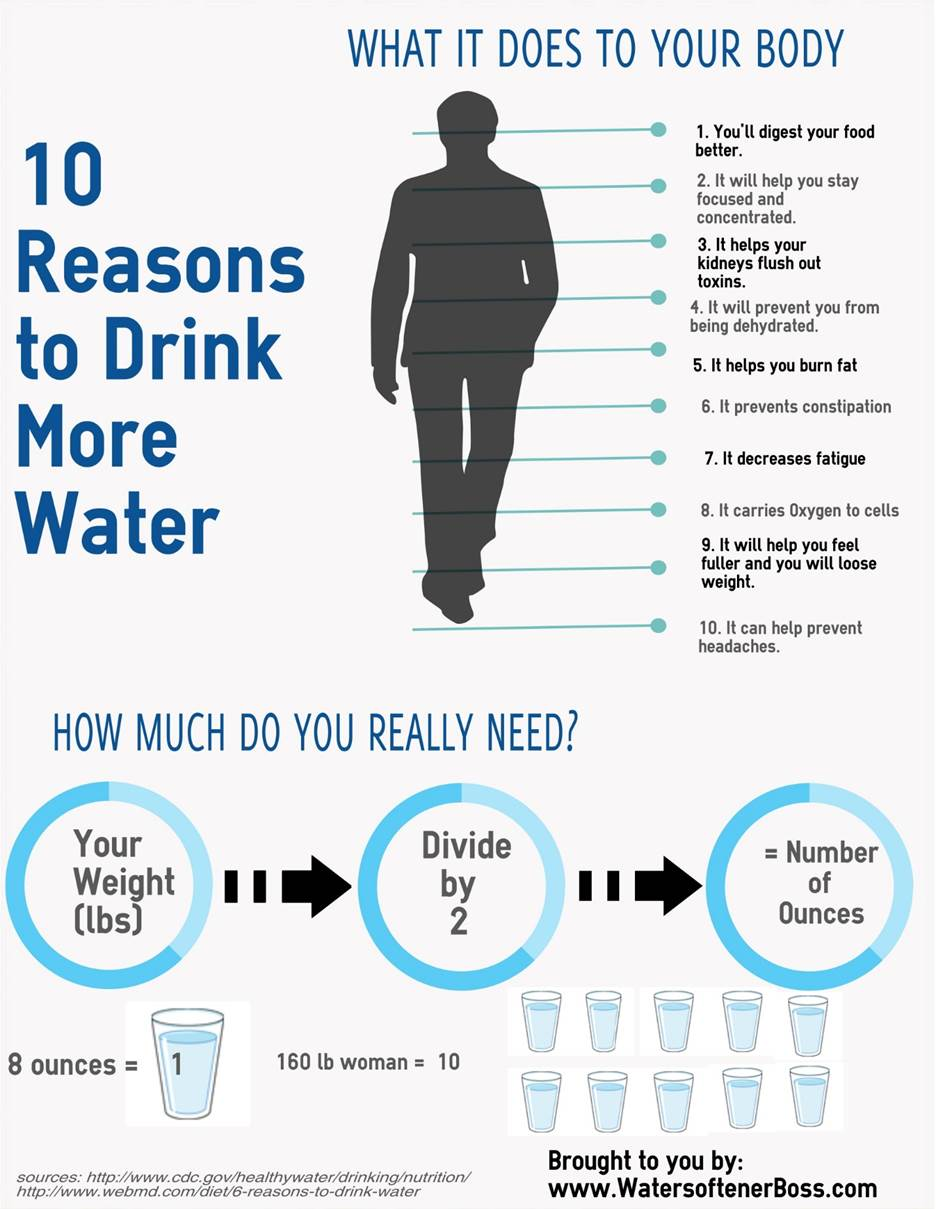 WHAT IT DOES TO YOUR BODY
10
Reasons
to Drink
More
Water
1. You'll digest your food
better.
2. It will help you stay
focused and
concentrated.
3. It helps your
kidneys flush out
toxins.
4. It will prevent you from
being dehydrated.
5. It helps you burn fat
6. It prevents constipation
7. It decreases fatigue
8. It carries Oxygen to cells
9. It will help you feel
fuller and you will loose
weight.
10. It can help prevent
headaches.
HOW MUCH DO YOU REALLY NEED?
Your
Weight
(lbs)
Divide
by
2
= Number
of
Ounces
8 ounces = 1
160 lb woman = 10
Brought to you by:
www.WatersoftenerBoss.com
sources: http://www.cdc.gov/healthywater/drinking/nutrition/
http://www.webmd.com/diet/6-reasons-to-drink-water